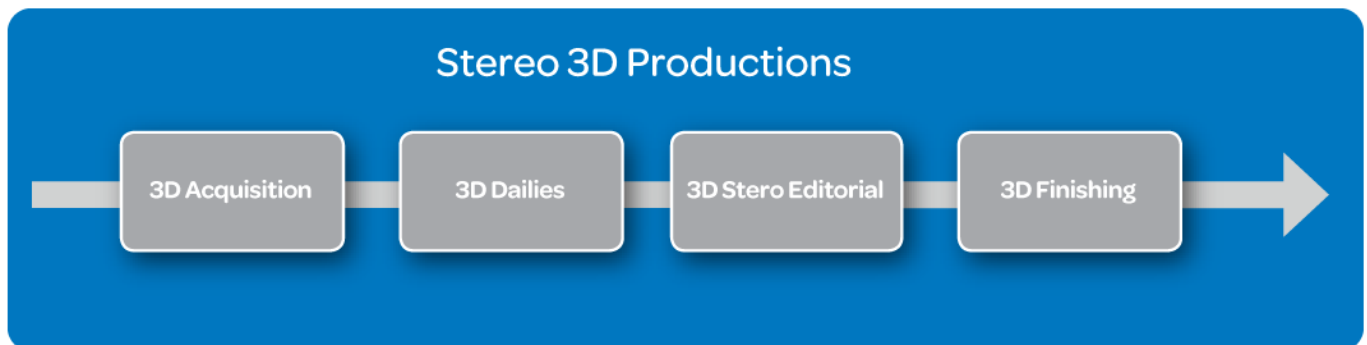 Stereo 3D Productions
3D Acquisition
3D Dailies
3D Stero Editorial
3D Finishing